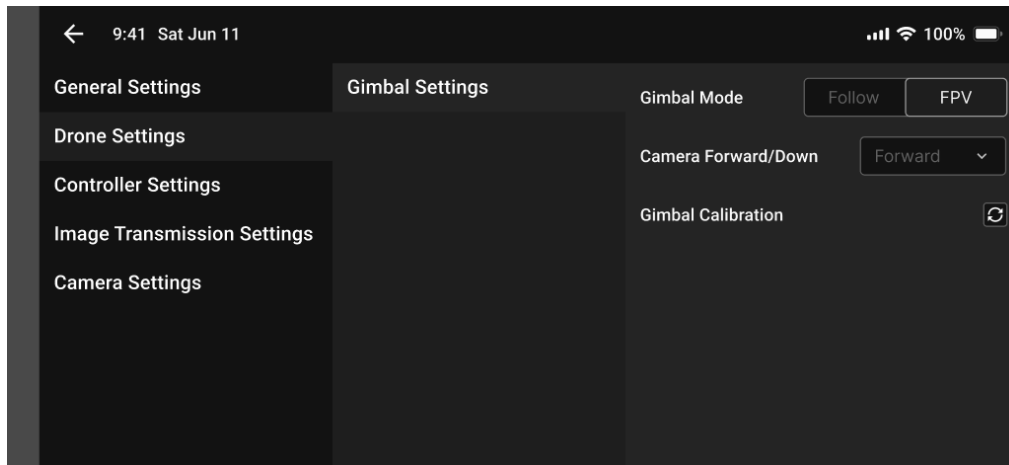 9:41 Sat Jun 11
100%
General Settings
Drone Settings
Controller Settings
Image Transmission Settings
Camera Settings
Gimbal Settings
Gimbal Mode Follow FPV
Camera Forward/Down Forward
Gimbal Calibration